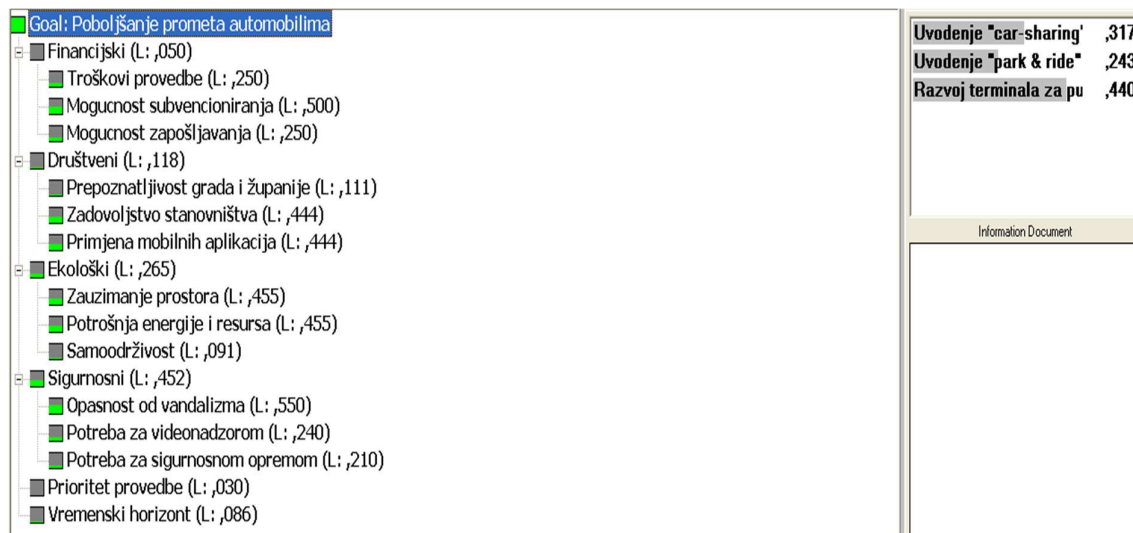 Goal: Poboljšanje prometa automobilima
Financijski (L: ,050)
Troškovi provedbe (L: ,250)
Mogucnost subvencioniranja (L: ,500)
Mogucnost zapošljavanja (L: ,250)
Društveni (L: ,118)
Prepoznatljivost grada i županije (L: ,111)
Zadovoljstvo stanovništva (L: ,444)
Primjena mobilnih aplikacija (L: ,444)
Ekološki (L: ,265)
Zauzimanje prostora (L: ,455)
Potrošnja energije i resursa (L: ,455)
Samoodrživost (L: ,091)
Sigurnosni (L: ,452)
Opasnost od vandalizma (L: ,550)
Potreba za videonadzorom (L: ,240)
Potreba za sigurnosnom opremom (L: ,210)
Prioritet provedbe (L: ,030)
Vremenski horizont (L: ,086)
Uvodenje "car-sharing' ,317
Uvodenje "park & ride" ,243
Razvoj terminala za pu ,440
Information Document